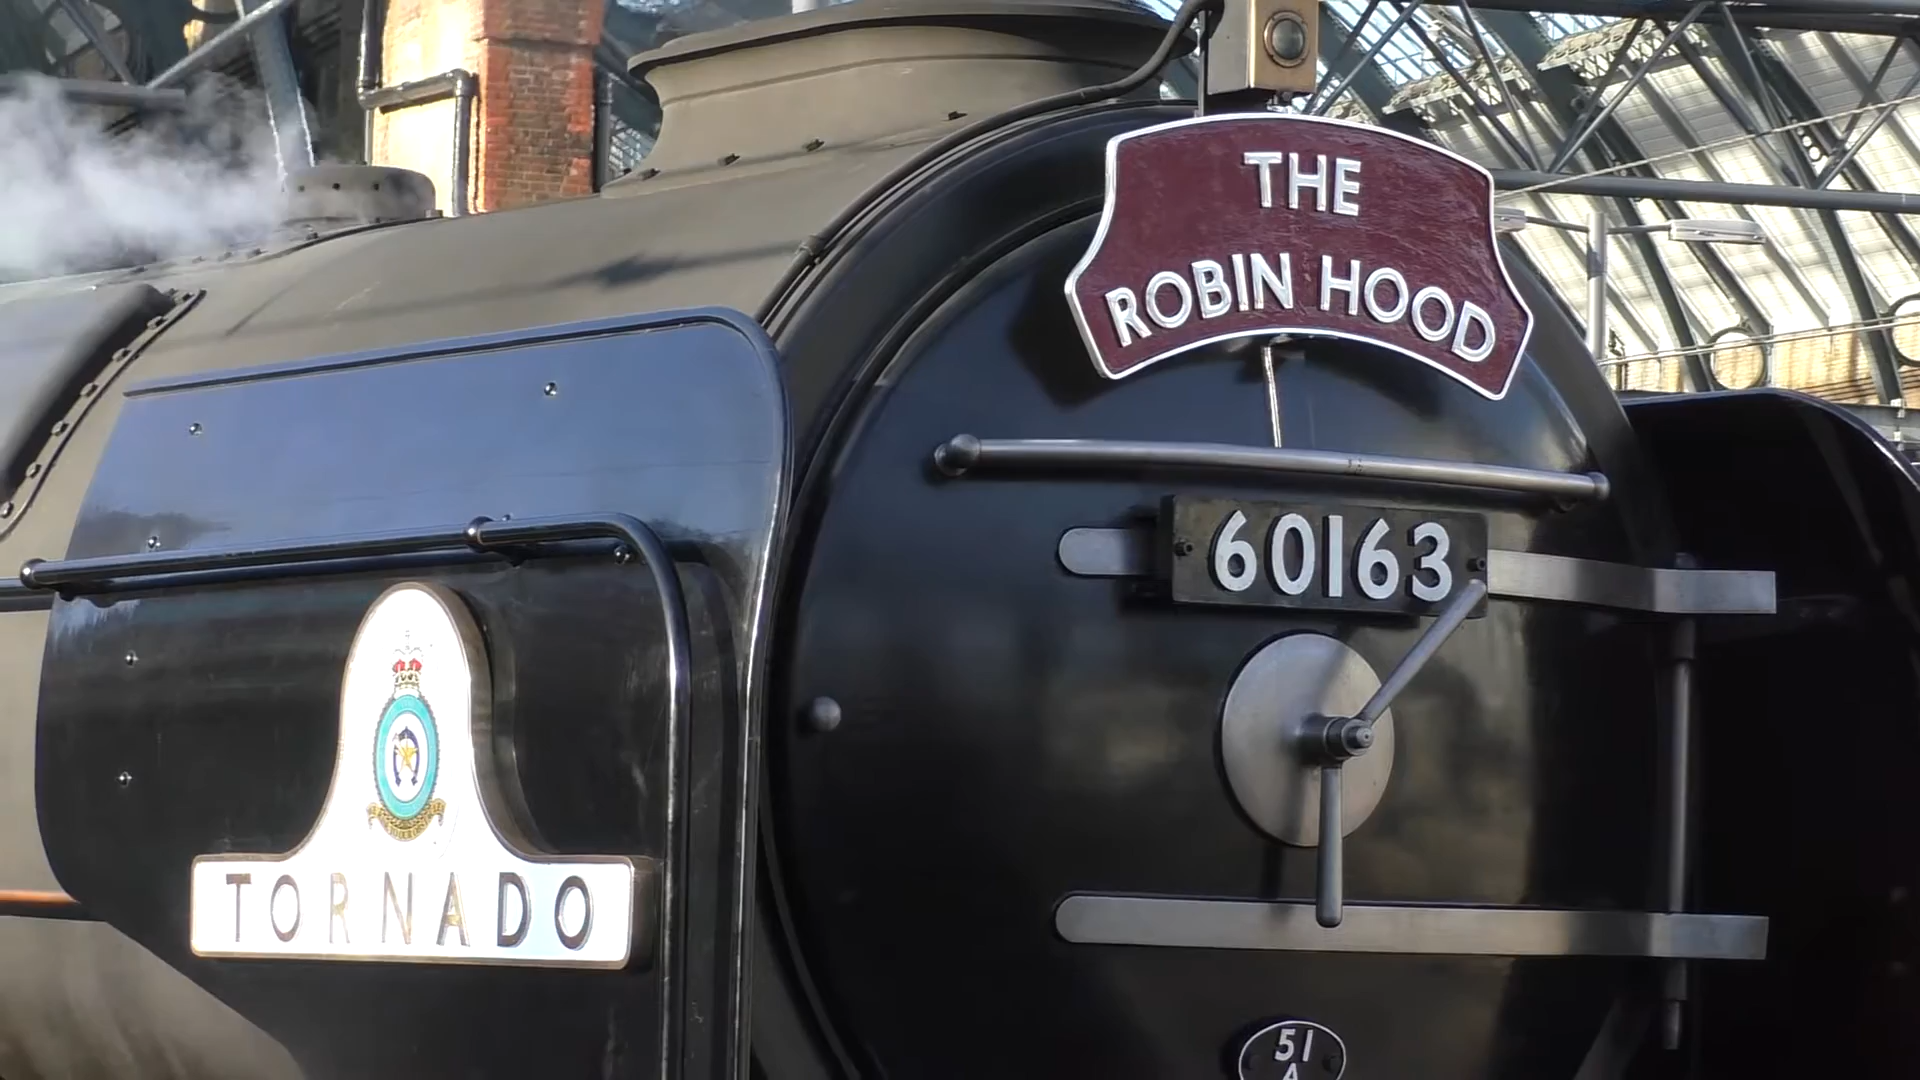 THE
ROBIN HOOD
60163
TORNADO
51
A